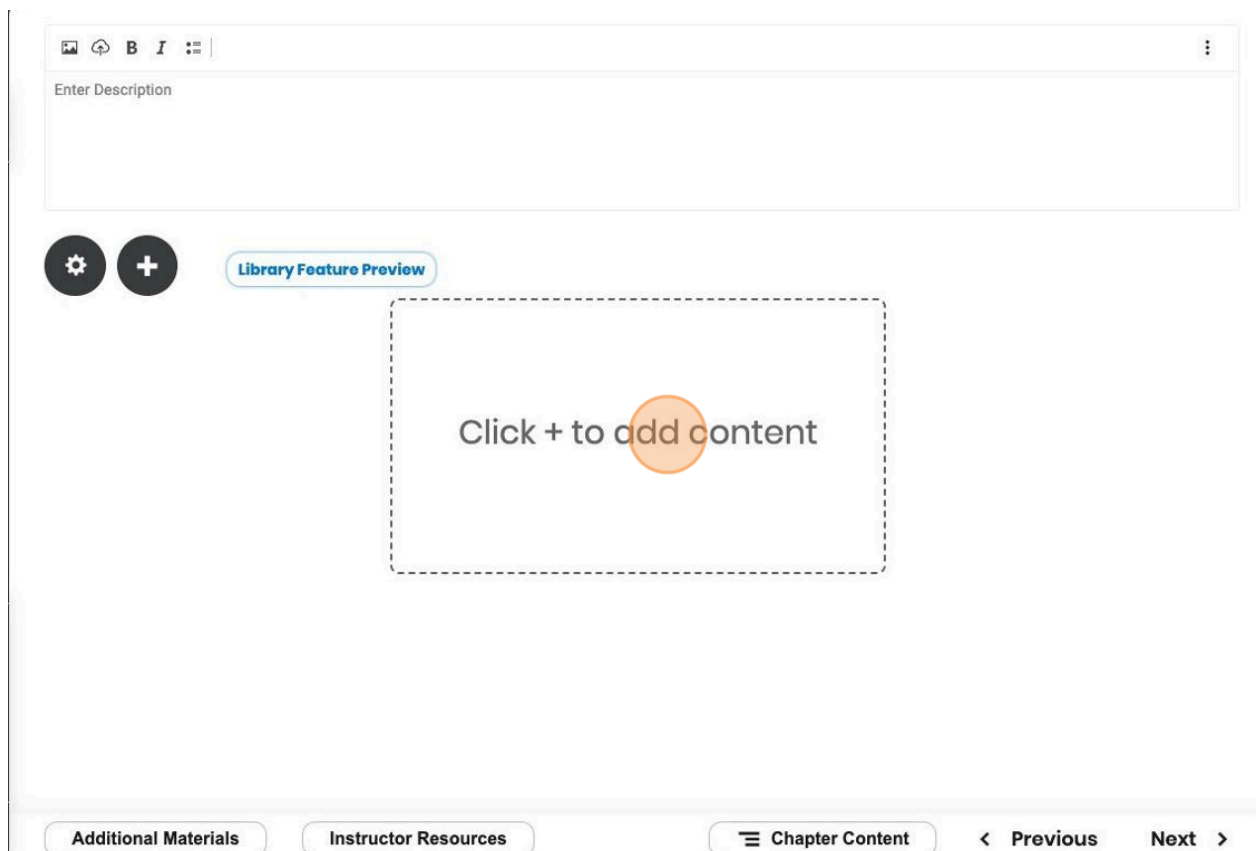 Enter Description
Library Feature Preview
Click + to add content
Additional Materials
Instructor Resources
Chapter Content
Previous
Next